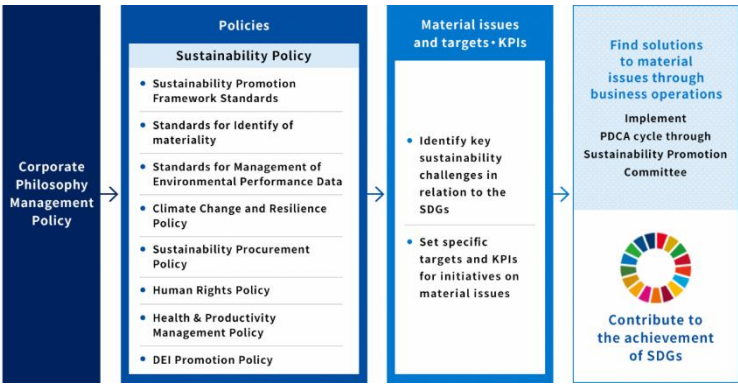 Corporate
Philosophy
Management
Policy
Policies
Sustainability Policy
• Sustainability Promotion
Framework Standards
• Standards for Identify of
materiality
• Standards for Management of
Environmental Performance Data
• Climate Change and Resilience
Policy
• Sustainability Procurement
Policy
• Human Rights Policy
• Health & Productivity
Management Policy
• DEI Promotion Policy
Material issues
and targets・KPIs
• Identify key
sustainability
challenges in
relation to the
SDGs
• Set specific
targets and KPIs
for initiatives on
material issues
Find solutions
to material
issues through
business operations
Implement
PDCA cycle through
Sustainability Promotion
Committee
Contribute to
the achievement
of SDGs